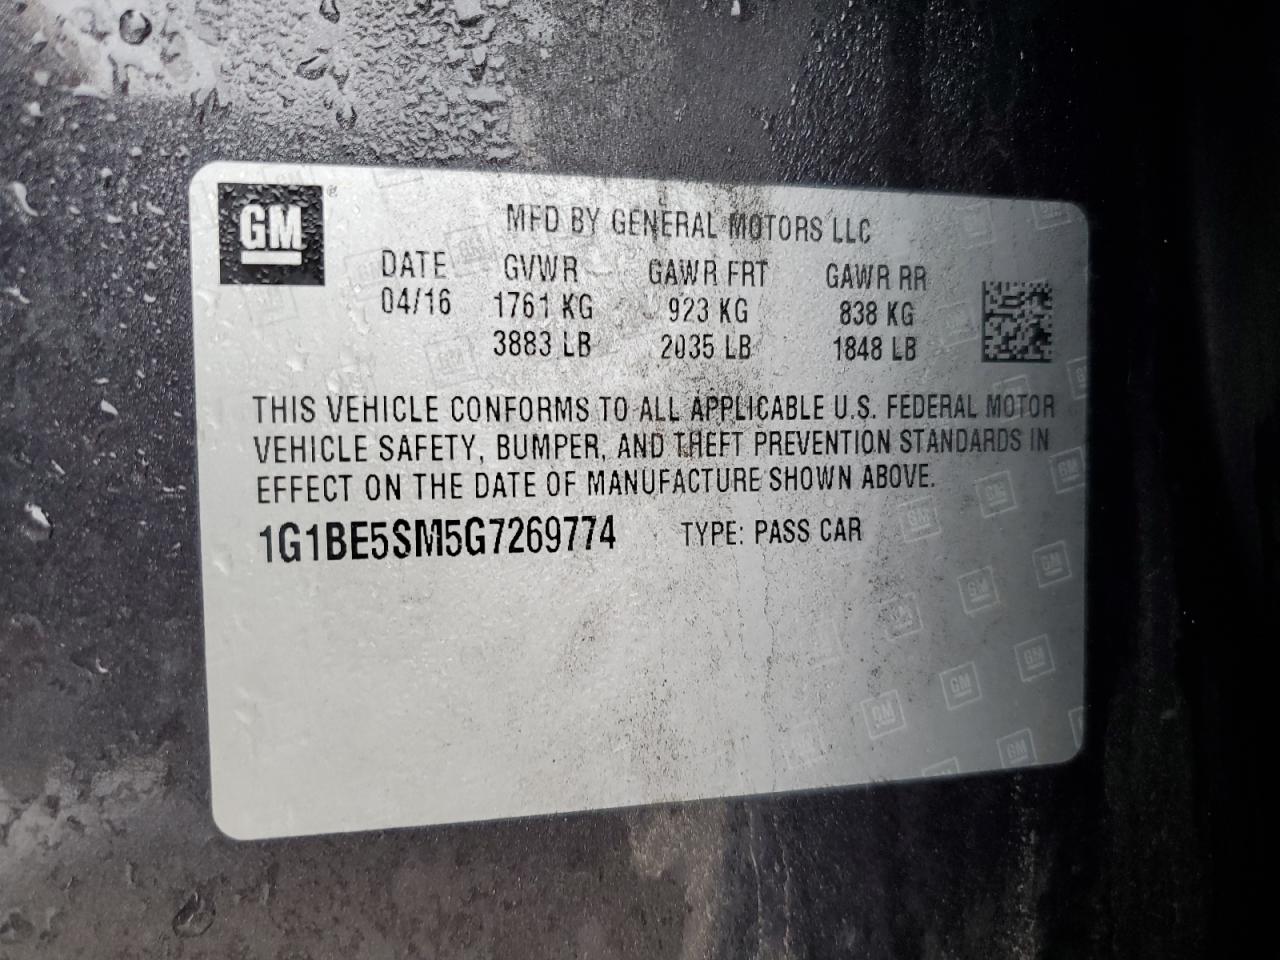 GM
MFD BY GENERAL MOTORS LLC
DATE GVWR GAWR FRT GAWR RR
04/16 1761 KG 923 KG 838 KG
3883 LB 2035 LB 1848 LB
THIS VEHICLE CONFORMS TO ALL APPLICABLE U.S. FEDERAL MOTOR
VEHICLE SAFETY, BUMPER, AND THEFT PREVENTION STANDARDS IN
EFFECT ON THE DATE OF MANUFACTURE SHOWN ABOVE.
1G1BE5SM5G7269774 TYPE: PASS CAR